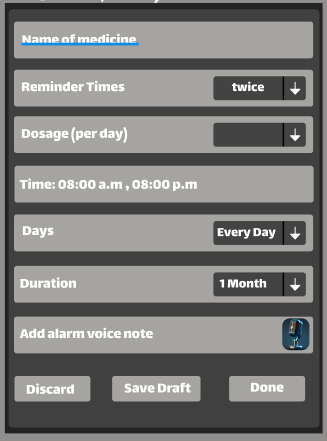 Name of medicine
Reminder Times twice
Dosage (per day)
Time: 08:00 a.m , 08:00 p.m
Days Every Day
Duration 1 Month
Add alarm voice note
Discard Save Draft Done